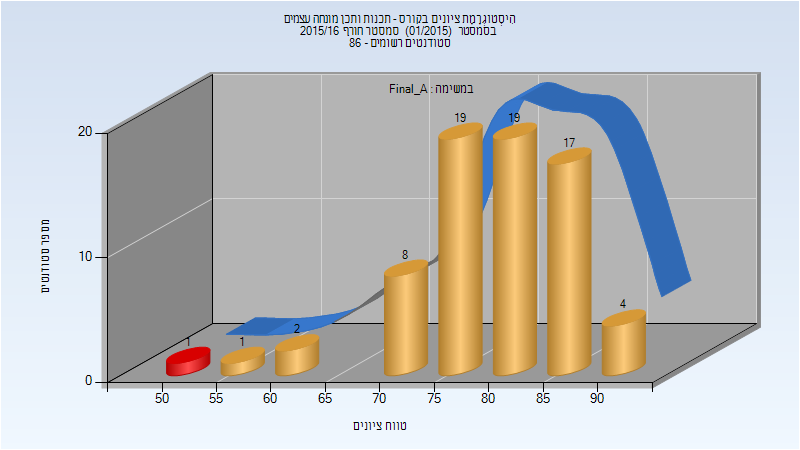 היסטוגרמת ציונים בקורס - תכנות ותכן מונחה עצמים
בסמסטר (01/2015) סמסטר חורף 2015/16
סטודנטים רשומים - 86
במשימה : Final_A
20
10
0
מספר סטודנטים
1
1
2
8
19
19
17
4
50 55 60 65 70 75 80 85 90
טווח ציונים